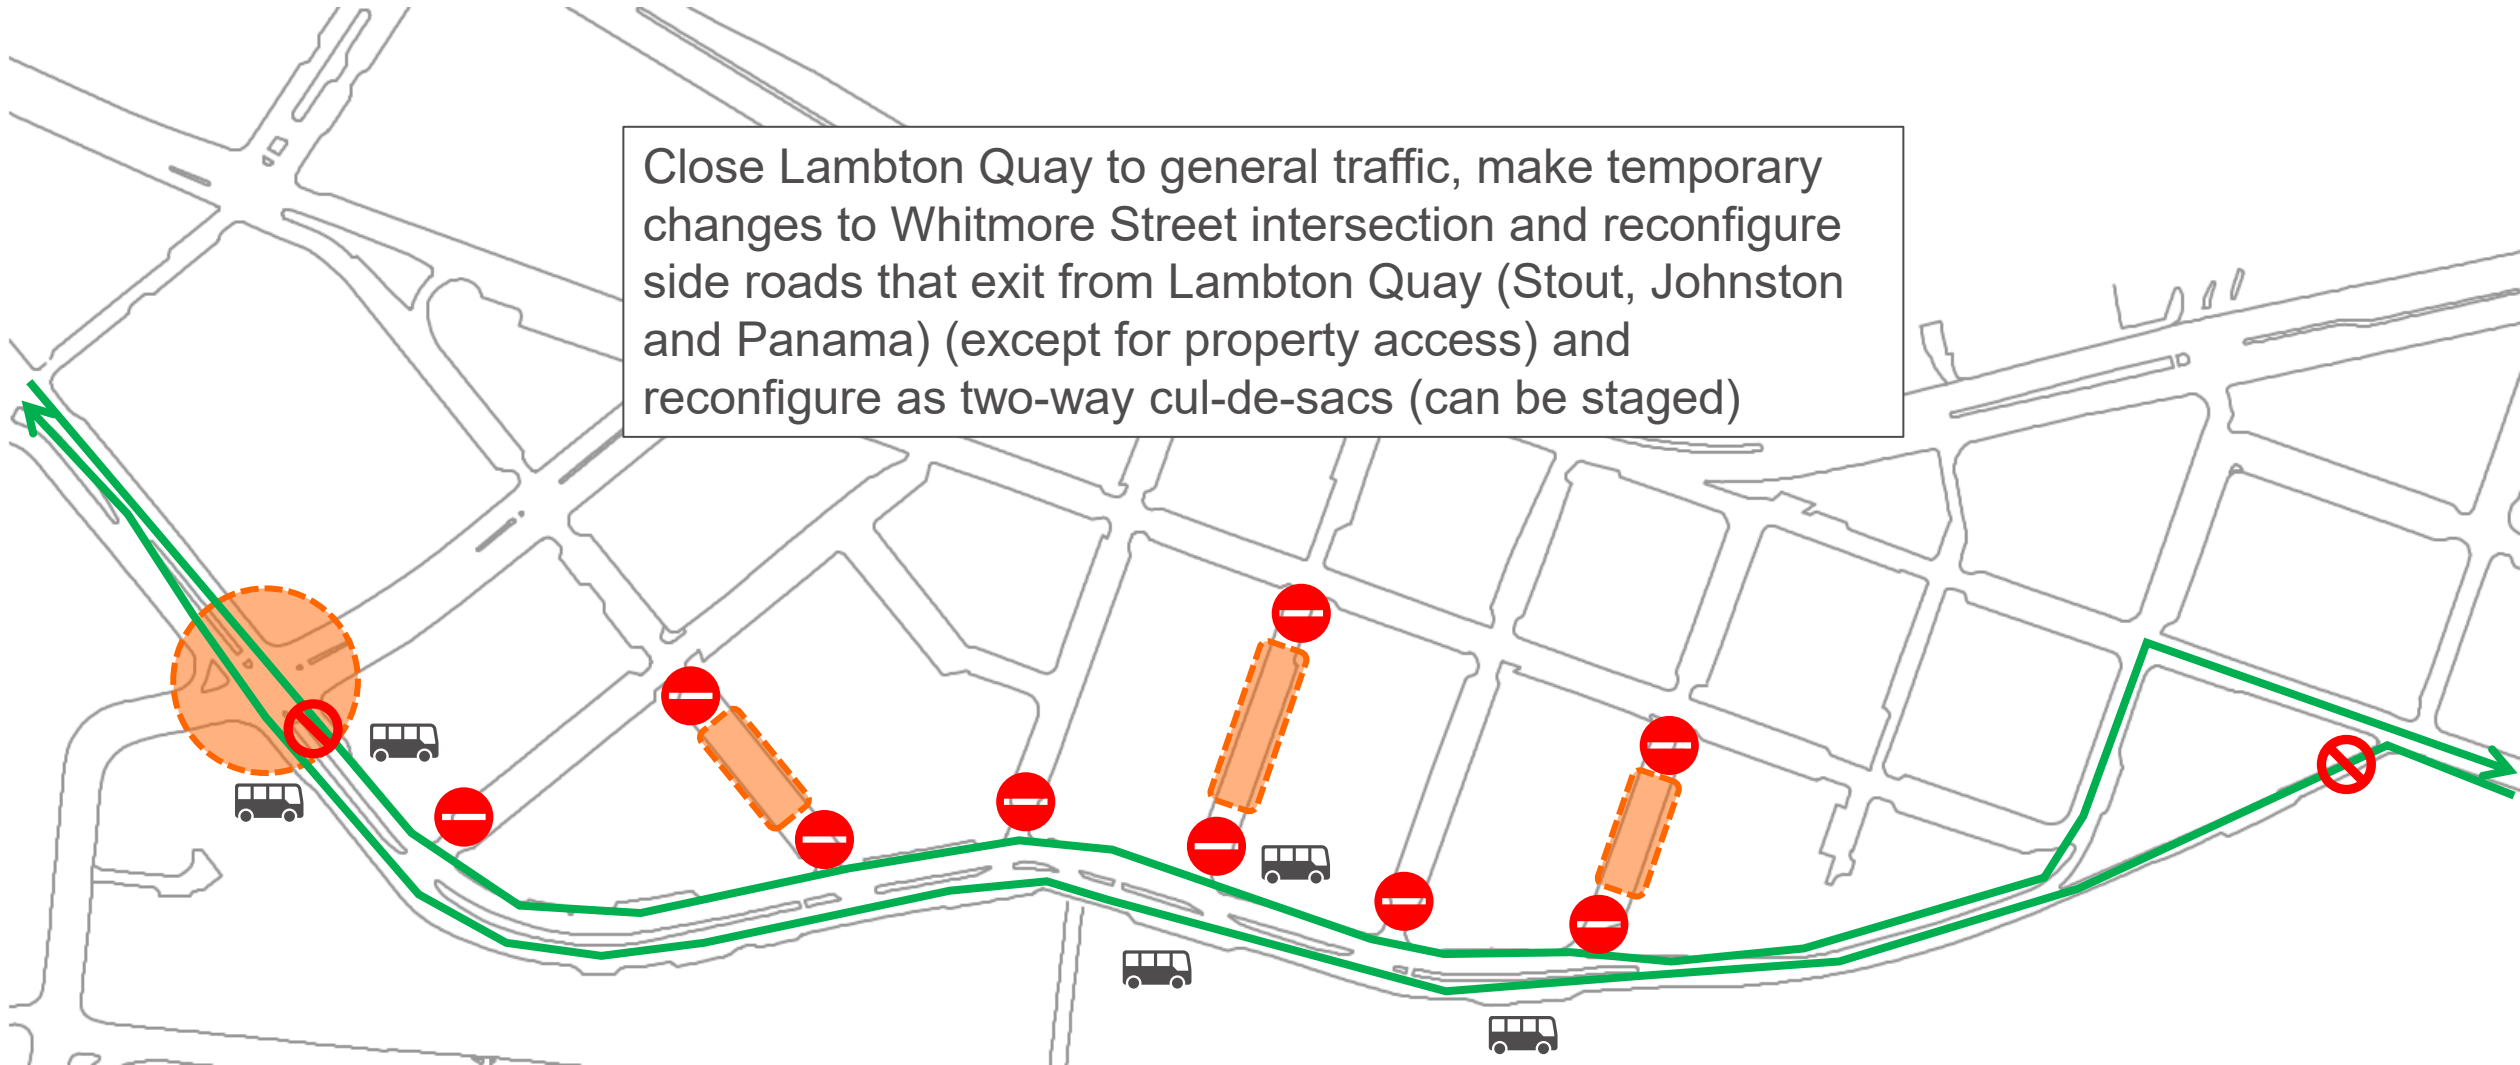 Close Lambton Quay to general traffic, make temporary
changes to Whitmore Street intersection and reconfigure
side roads that exit from Lambton Quay (Stout, Johnston
and Panama) (except for property access) and
reconfigure as two-way cul-de-sacs (can be staged)